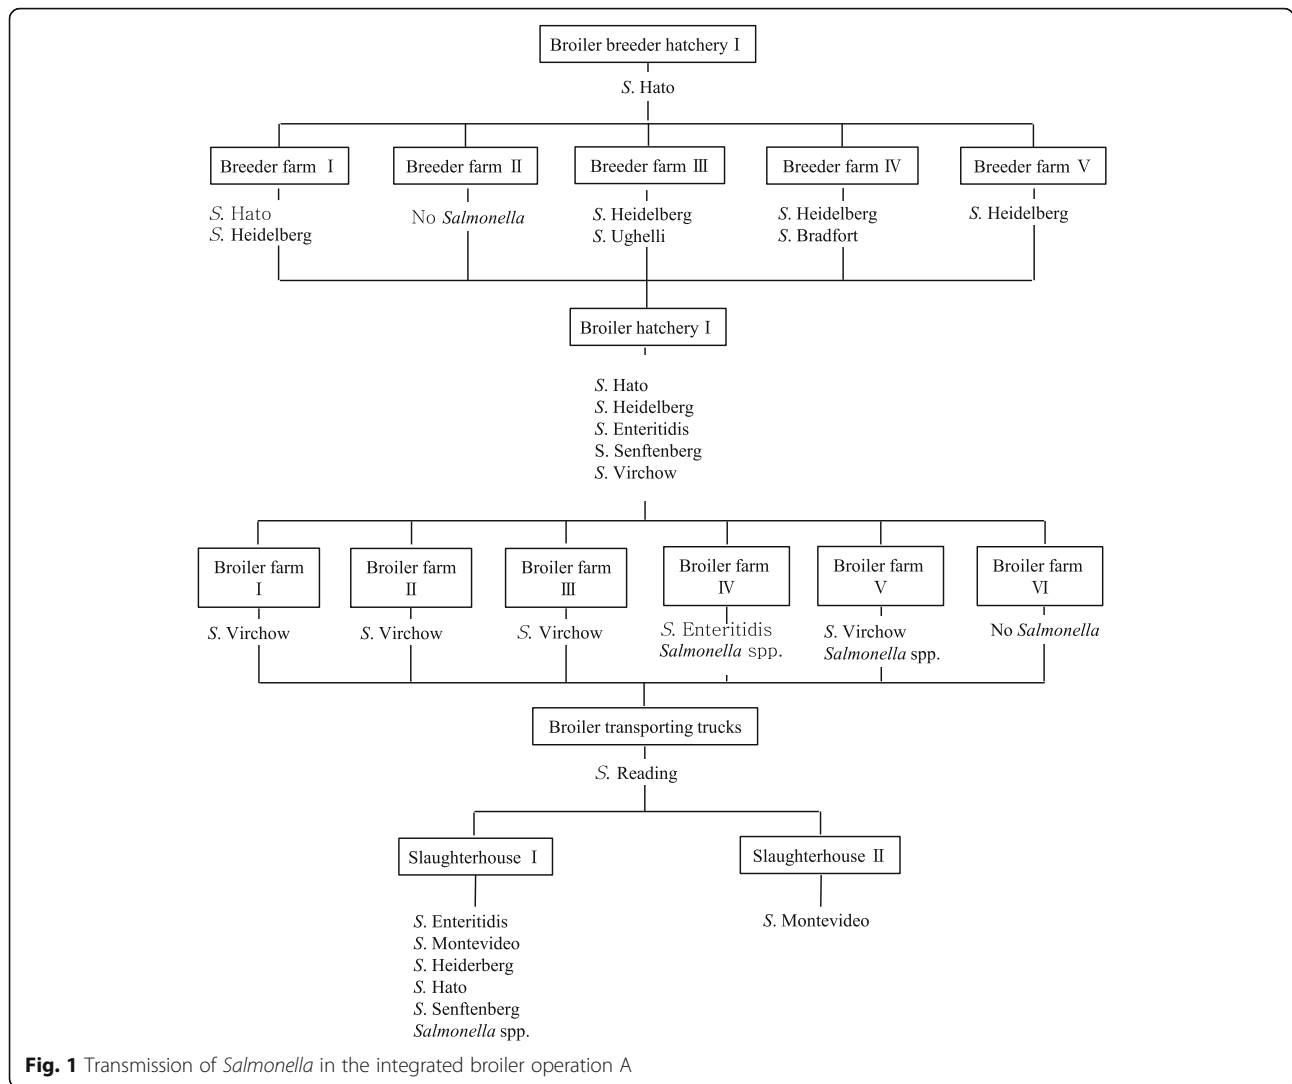 Broiler breeder hatchery Ⅰ
S. Hato
Breeder farm Ⅰ
Breeder farm Ⅱ
Breeder farm Ⅲ
Breeder farm Ⅳ
Breeder farm Ⅴ
S. Hato
S. Heidelberg
No Salmonella
S. Heidelberg
S. Ughelli
S. Heidelberg
S. Bradfort
S. Heidelberg
Broiler hatchery Ⅰ
S. Hato
S. Heidelberg
S. Enteritidis
S. Senftenberg
S. Virchow
Broiler farm
Ⅰ
Broiler farm
Ⅱ
Broiler farm
Ⅲ
Broiler farm
Ⅳ
Broiler farm
Ⅴ
Broiler farm
Ⅵ
S. Virchow
S. Virchow
S. Virchow
S. Enteritidis
Salmonella spp.
S. Virchow
Salmonella spp.
No Salmonella
Broiler transporting trucks
S. Reading
Slaughterhouse Ⅰ
Slaughterhouse Ⅱ
S. Enteritidis
S. Montevideo
S. Heiderberg
S. Hato
S. Senftenberg
Salmonella spp.
S. Montevideo
Fig. 1 Transmission of Salmonella in the integrated broiler operation A